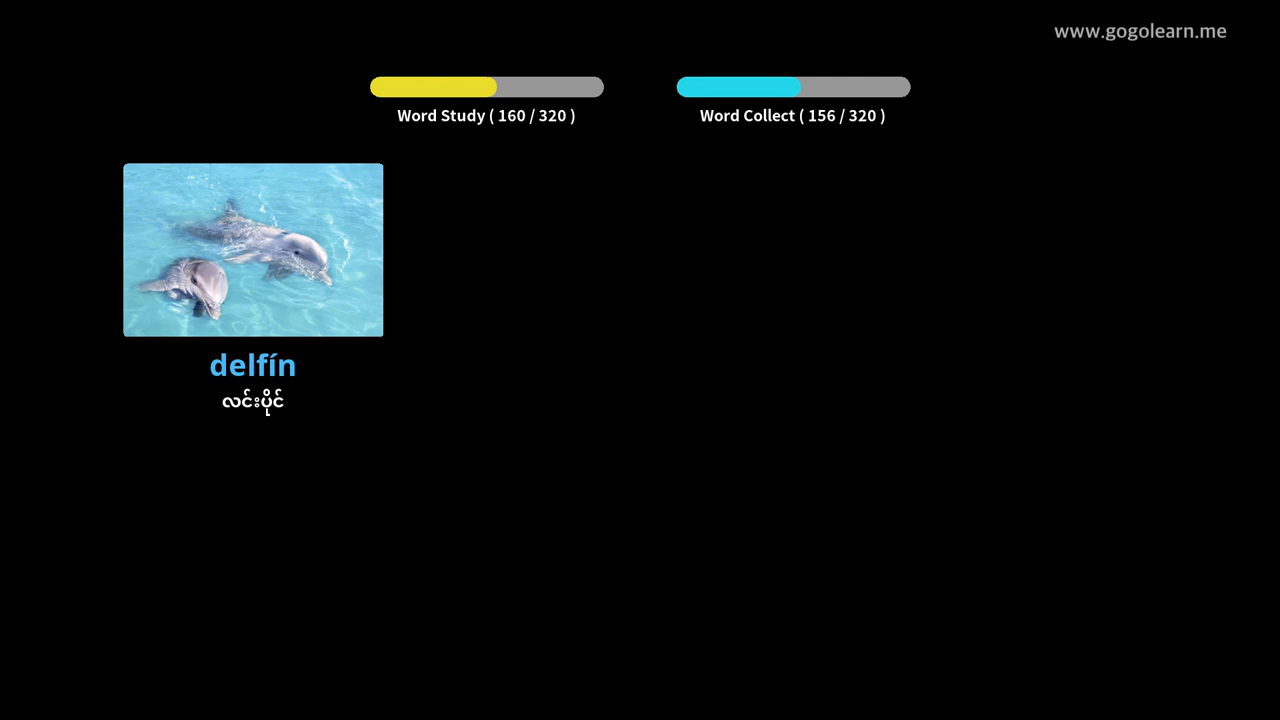 www.gogolearn.me
Word Study ( 160 / 320 )
Word Collect ( 156 / 320 )
delfín
လင်းပိုင်